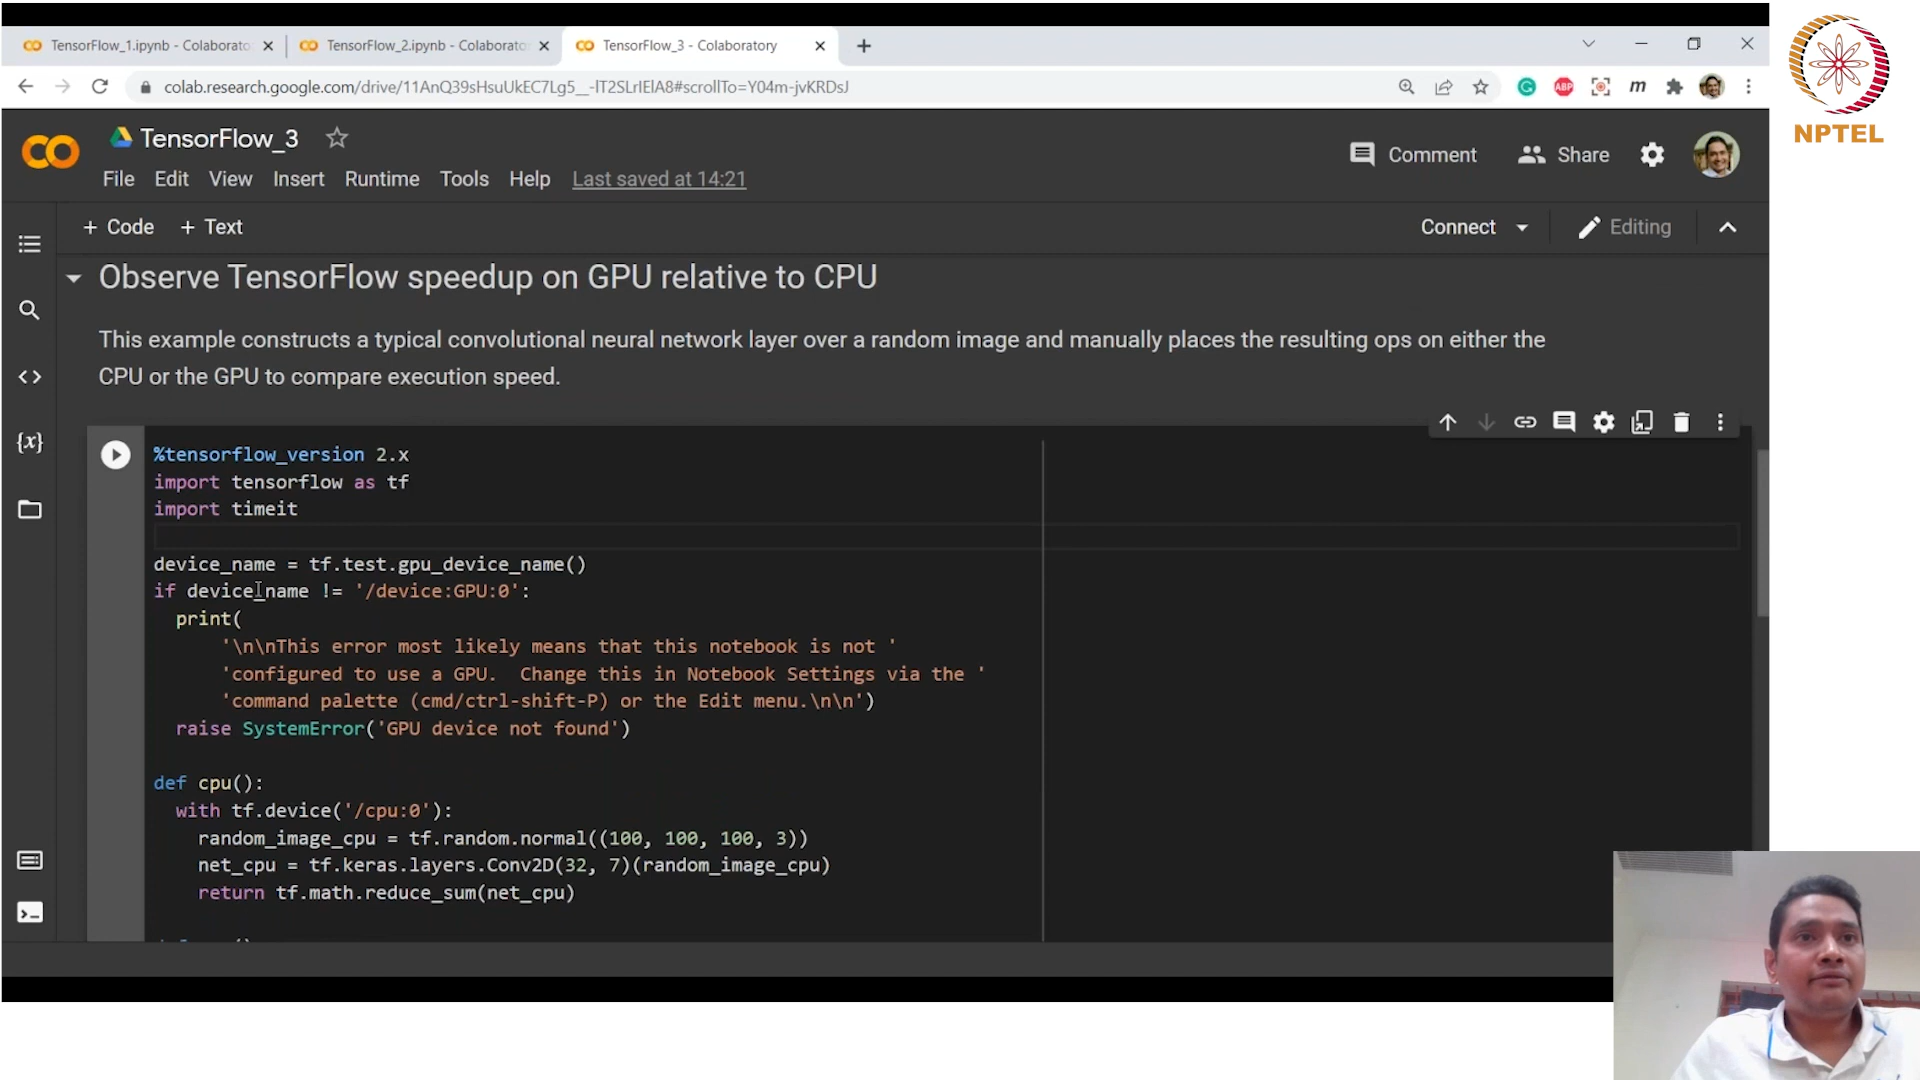 TensorFlow_1.ipynb - Colaborato
TensorFlow_2.ipynb - Colaborato
TensorFlow_3 - Colaboratory
colab.research.google.com/drive/11AnQ39sHsuUkEC7Lg5__-lT2SLrIElA8#scrollTo=Y04m-jvKRDsJ
ABP
m
NPTEL
TensorFlow_3
Comment
Share
File Edit View Insert Runtime Tools Help Last saved at 14:21
+ Code + Text
Connect
Editing
Observe TensorFlow speedup on GPU relative to CPU
This example constructs a typical convolutional neural network layer over a random image and manually places the resulting ops on either the
CPU or the GPU to compare execution speed.
%tensorflow_version 2.x
import tensorflow as tf
import timeit
device_name = tf.test.gpu_device_name()
if device_name != '/device:GPU:0':
print(
'\n\nThis error most likely means that this notebook is not '
'configured to use a GPU.  Change this in Notebook Settings via the '
'command palette (cmd/ctrl-shift-P) or the Edit menu.\n\n')
raise SystemError('GPU device not found')
def cpu():
with tf.device('/cpu:0'):
random_image_cpu = tf.random.normal((100, 100, 100, 3))
net_cpu = tf.keras.layers.Conv2D(32, 7)(random_image_cpu)
return tf.math.reduce_sum(net_cpu)